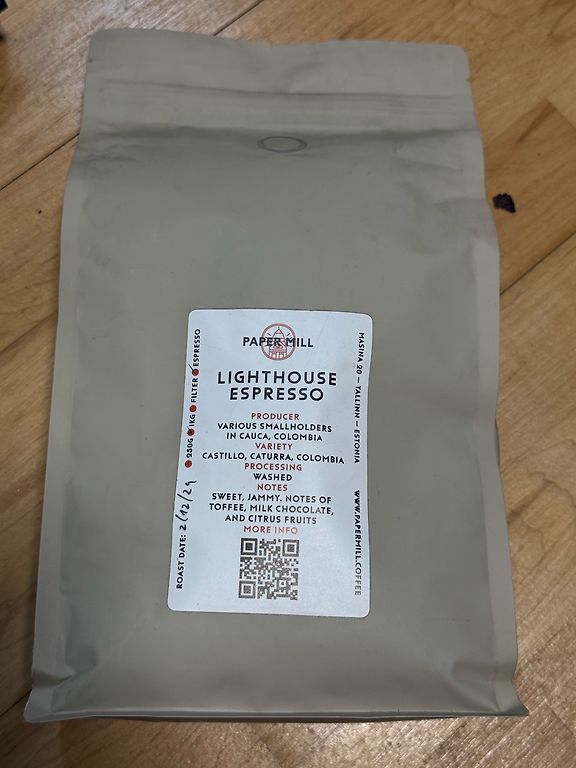 PAPER MILL
LIGHTHOUSE
ESPRESSO
PRODUCER
VARIOUS SMALLHOLDERS
IN CAUCA, COLOMBIA
VARIETY
CASTILLO, CATURRA, COLOMBIA
PROCESSING
WASHED
NOTES
SWEET, JAMMY. NOTES OF
TOFFEE, MILK CHOCOLATE,
AND CITRUS FRUITS
MORE INFO
ROAST DATE: 2/12/24
250G 1KG FILTER ESPRESSO
MASINA 20 — TALLINN — ESTONIA
WWW.PAPERMILL.COFFEE